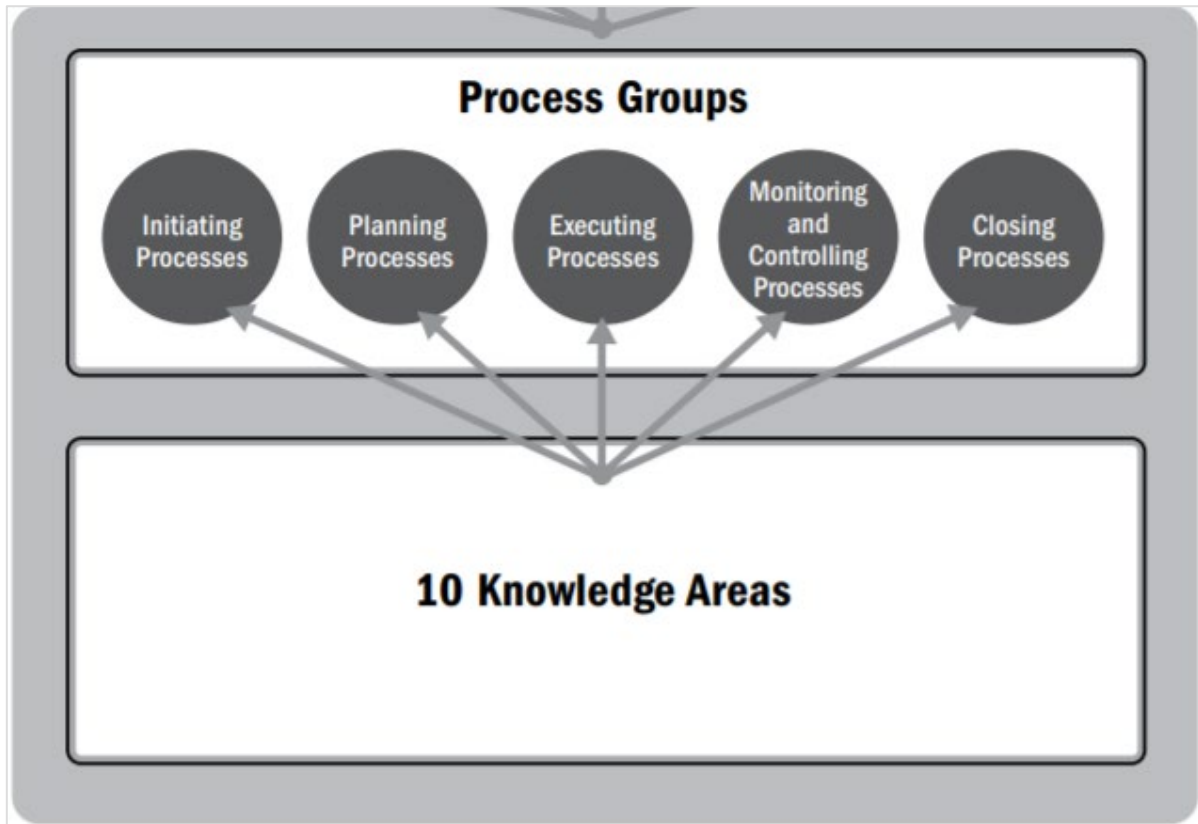 Process Groups
Initiating
Processes
Planning
Processes
Executing
Processes
Monitoring
and
Controlling
Processes
Closing
Processes
10 Knowledge Areas